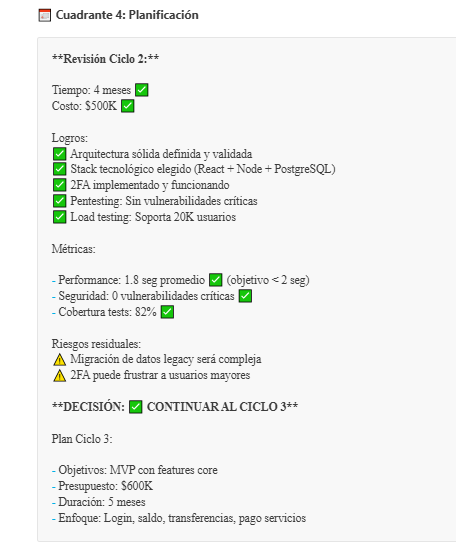 📅 Cuadrante 4: Planificación
**Revisión Ciclo 2:**
Tiempo: 4 meses ✅
Costo: $500K ✅
Logros:
✅ Arquitectura sólida definida y validada
✅ Stack tecnológico elegido (React + Node + PostgreSQL)
✅ 2FA implementado y funcionando
✅ Pentesting: Sin vulnerabilidades críticas
✅ Load testing: Soporta 20K usuarios
Métricas:
- Performance: 1.8 seg promedio ✅ (objetivo < 2 seg)
- Seguridad: 0 vulnerabilidades críticas ✅
- Cobertura tests: 82% ✅
Riesgos residuales:
⚠️ Migración de datos legacy será compleja
⚠️ 2FA puede frustrar a usuarios mayores
**DECISIÓN: ✅ CONTINUAR AL CICLO 3**
Plan Ciclo 3:
- Objetivos: MVP con features core
- Presupuesto: $600K
- Duración: 5 meses
- Enfoque: Login, saldo, transferencias, pago servicios